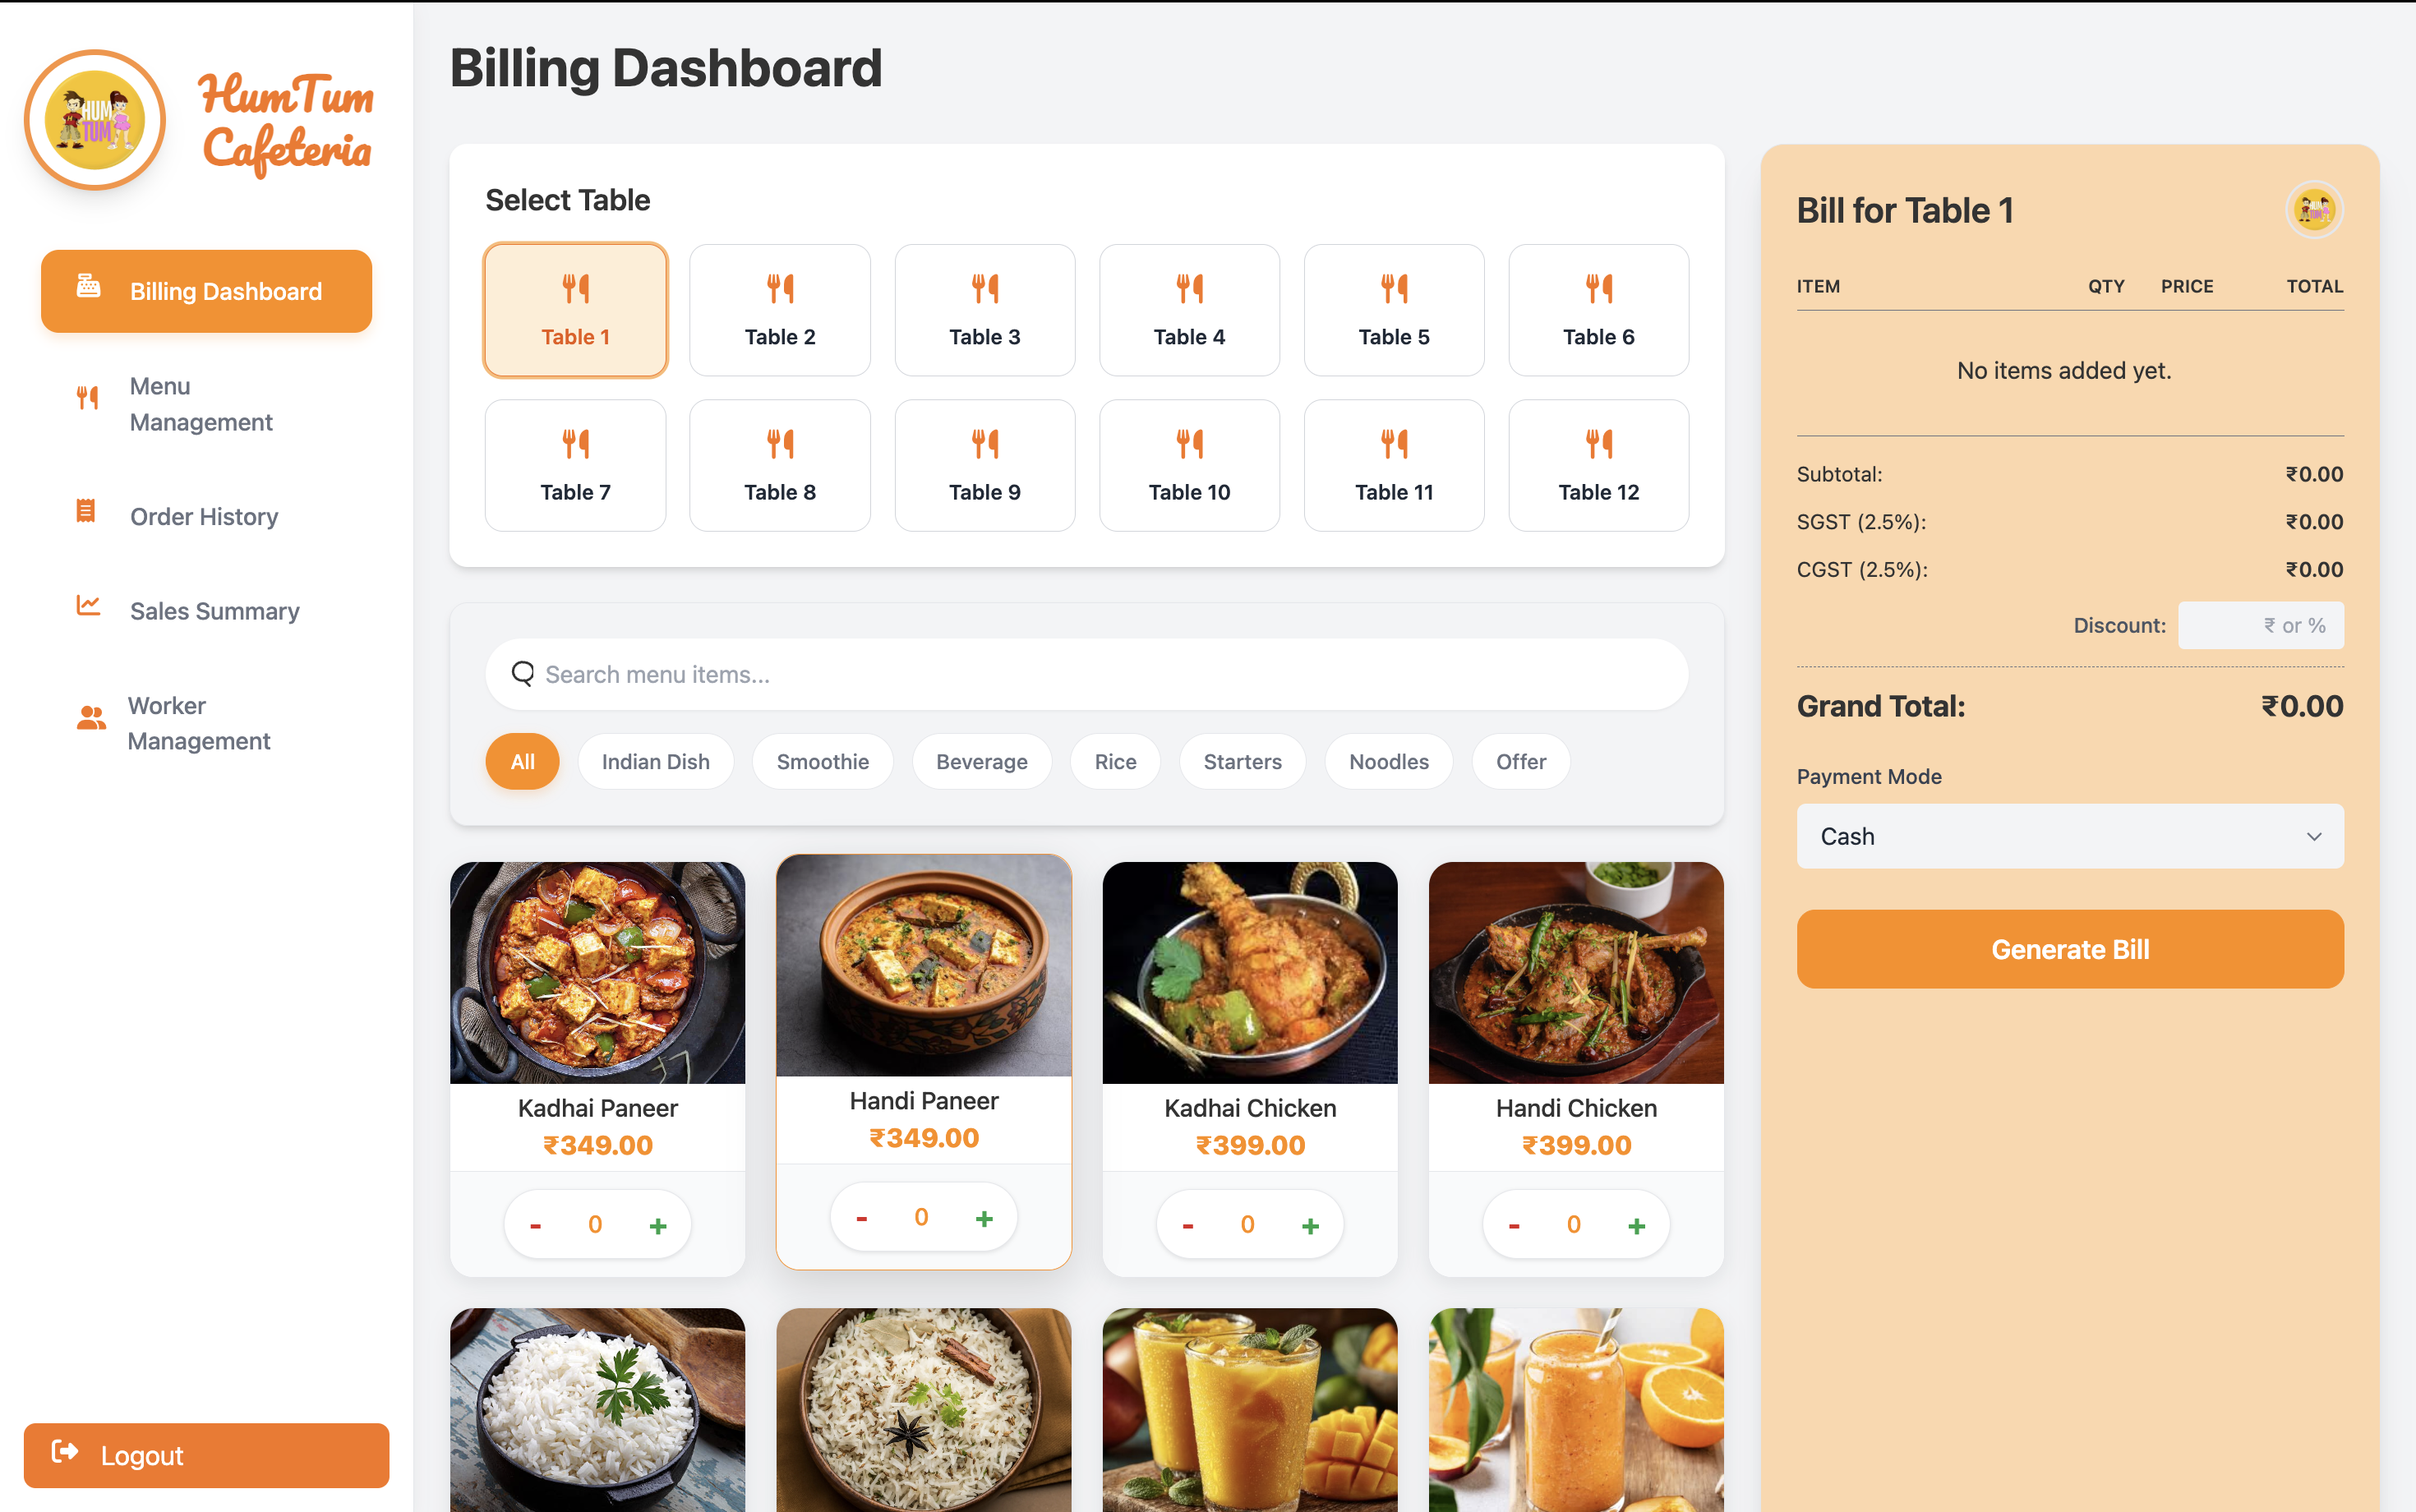 HUM
TUM
HumTum
Cafeteria
Billing Dashboard
Menu
Management
Order History
Sales Summary
Worker
Management
Logout
Billing Dashboard
Select Table
Table 1
Table 2
Table 3
Table 4
Table 5
Table 6
Table 7
Table 8
Table 9
Table 10
Table 11
Table 12
Search menu items...
All
Indian Dish
Smoothie
Beverage
Rice
Starters
Noodles
Offer
Kadhai Paneer
₹349.00
- 0 +
Handi Paneer
₹349.00
- 0 +
Kadhai Chicken
₹399.00
- 0 +
Handi Chicken
₹399.00
- 0 +
Bill for Table 1
HUM
TUM
ITEM QTY PRICE TOTAL
No items added yet.
Subtotal: ₹0.00
SGST (2.5%): ₹0.00
CGST (2.5%): ₹0.00
Discount: ₹ or %
Grand Total: ₹0.00
Payment Mode
Cash
Generate Bill